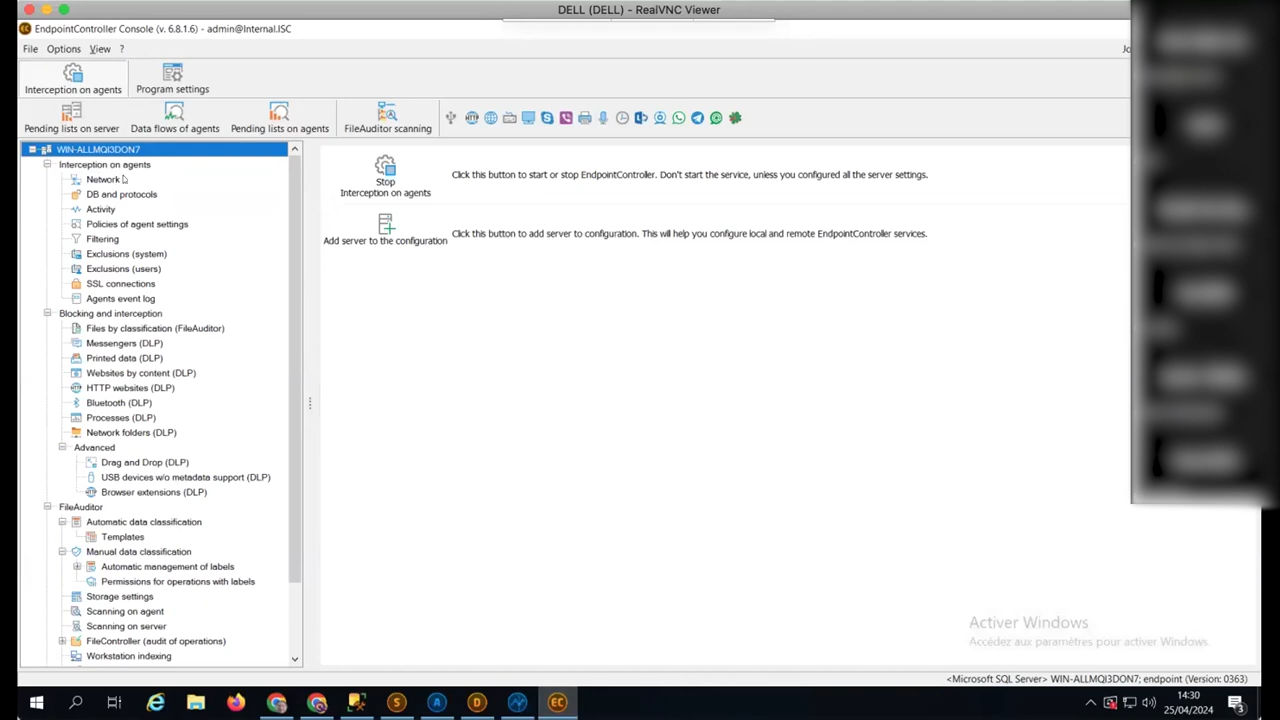 DELL (DELL) - RealVNC Viewer
EndpointController Console (v. 6.8.1.6) - admin@Internal.ISC
File Options View ?
Interception on agents
Program settings
Pending lists on server
Data flows of agents
Pending lists on agents
FileAuditor scanning
WIN-ALLMQI3DON7
Interception on agents
Network
DB and protocols
Activity
Policies of agent settings
Filtering
Exclusions (system)
Exclusions (users)
SSL connections
Agents event log
Blocking and interception
Files by classification (FileAuditor)
Messengers (DLP)
Printed data (DLP)
Websites by content (DLP)
HTTP websites (DLP)
Bluetooth (DLP)
Processes (DLP)
Network folders (DLP)
Advanced
Drag and Drop (DLP)
USB devices w/o metadata support (DLP)
Browser extensions (DLP)
FileAuditor
Automatic data classification
Templates
Manual data classification
Automatic management of labels
Permissions for operations with labels
Storage settings
Scanning on agent
Scanning on server
FileController (audit of operations)
Workstation indexing
Stop
Interception on agents
Click this button to start or stop EndpointController. Don't start the service, unless you configured all the server settings.
Add server to the configuration
Click this button to add server to configuration. This will help you configure local and remote EndpointController services.
Activer Windows
Accédez aux paramètres pour activer Windows.
<Microsoft SQL Server> WIN-ALLMQI3DON7; endpoint (Version: 0363)
14:30
25/04/2024